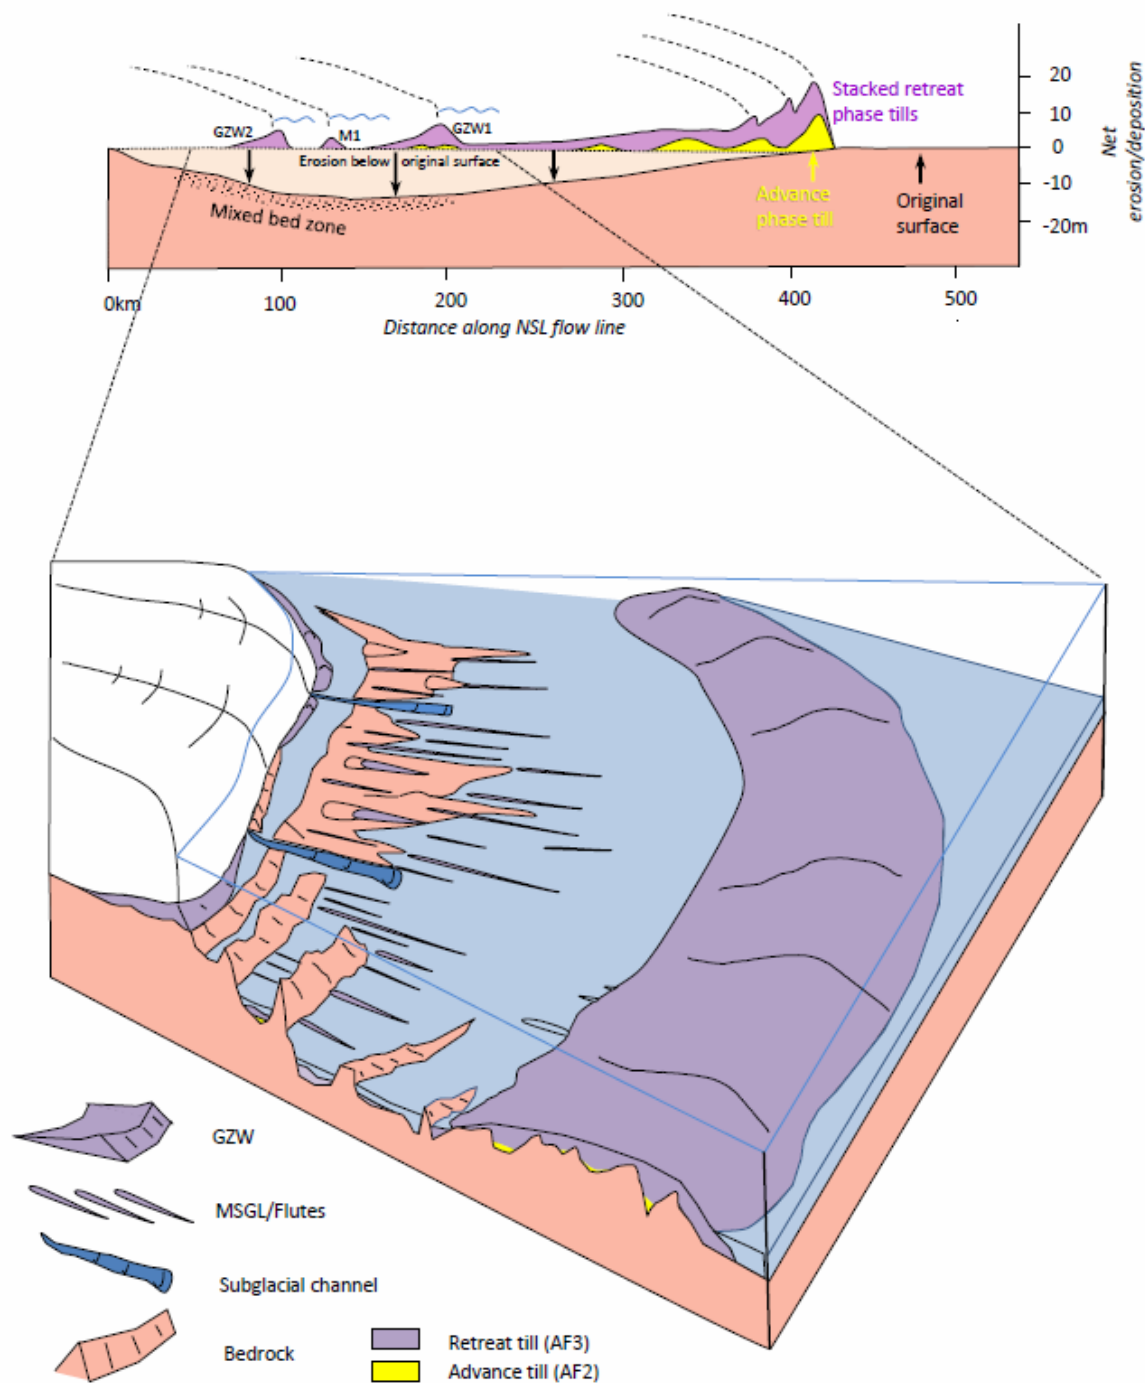 Stacked retreat
phase tills
20
10
0
-10
-20m
Net
erosion/deposition
GZW2
M1
GZW1
Erosion below original surface
Mixed bed zone
Advance
phase till
Original
surface
0km 100 200 300 400 500
Distance along NSL flow line
GZW
MSGL/Flutes
Subglacial channel
Bedrock
Retreat till (AF3)
Advance till (AF2)